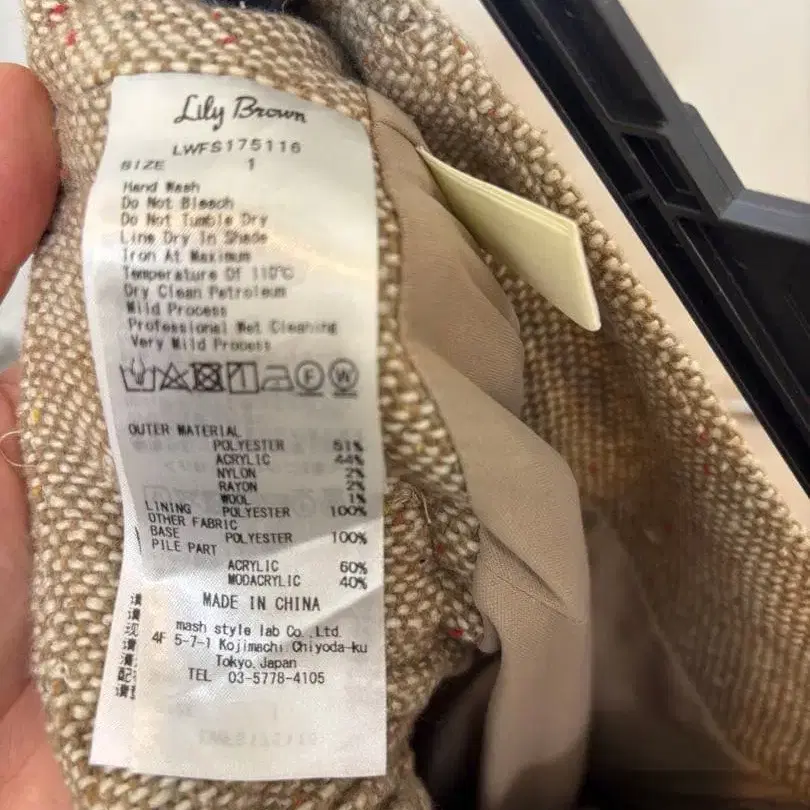 Lily Brown
LWFS175116
SIZE 1
Hand Wash
Do Not Bleach
Do Not Tumble Dry
Line Dry In Shade
Iron At Maximum
Temperature Of 110℃
Dry Clean Petroleum
Mild Process
Professional Wet Cleaning
Very Mild Process
F W
OUTER MATERIAL
POLYESTER 51%
ACRYLIC 44%
NYLON 2%
RAYON 2%
WOOL 1%
LINING POLYESTER 100%
OTHER FABRIC
BASE POLYESTER 100%
PILE PART
ACRYLIC 60%
MODACRYLIC 40%
MADE IN CHINA
mash style lab Co.,Ltd.
4F 5-7-1 Kojimachi Chiyoda-ku
Tokyo Japan
TEL 03-5778-4105